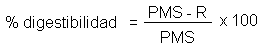 % digestibilidad = PMS - R x 100
PMS